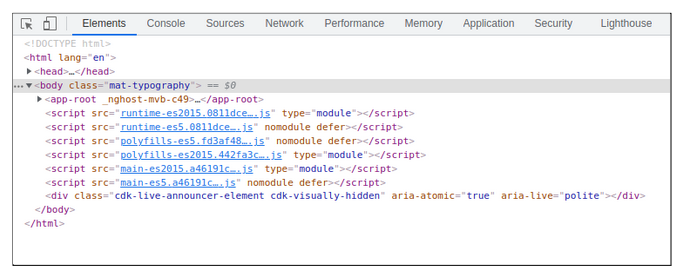 Elements Console Sources Network Performance Memory Application Security Lighthouse
<!DOCTYPE html>
<html lang="en">
<head>…</head>
<body class="mat-typography"> == $0
<app-root _nghost-mvb-c49>…</app-root>
<script src="runtime-es2015.0811dce….js" type="module"></script>
<script src="runtime-es5.0811dce….js" nomodule defer></script>
<script src="polyfills-es5.fd3af48….js" nomodule defer></script>
<script src="polyfills-es2015.442fa3c….js" type="module"></script>
<script src="main-es2015.a46191c….js" type="module"></script>
<script src="main-es5.a46191c….js" nomodule defer></script>
<div class="cdk-live-announcer-element cdk-visually-hidden" aria-atomic="true" aria-live="polite"></div>
</body>
</html>